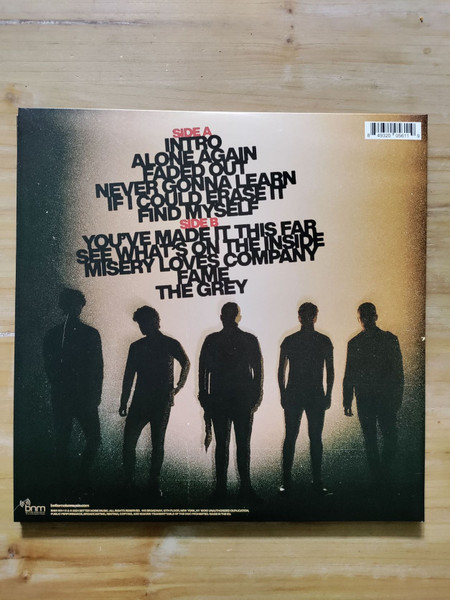 SIDE A
INTRO
ALONE AGAIN
FADED OUT
NEVER GONNA LEARN
IF I COULD ERASE IT
FIND MYSELF
SIDE B
YOU'VE MADE IT THIS FAR
SEE WHAT'S ON THE INSIDE
MISERY LOVES COMPANY
FAME
THE GREY
bnm